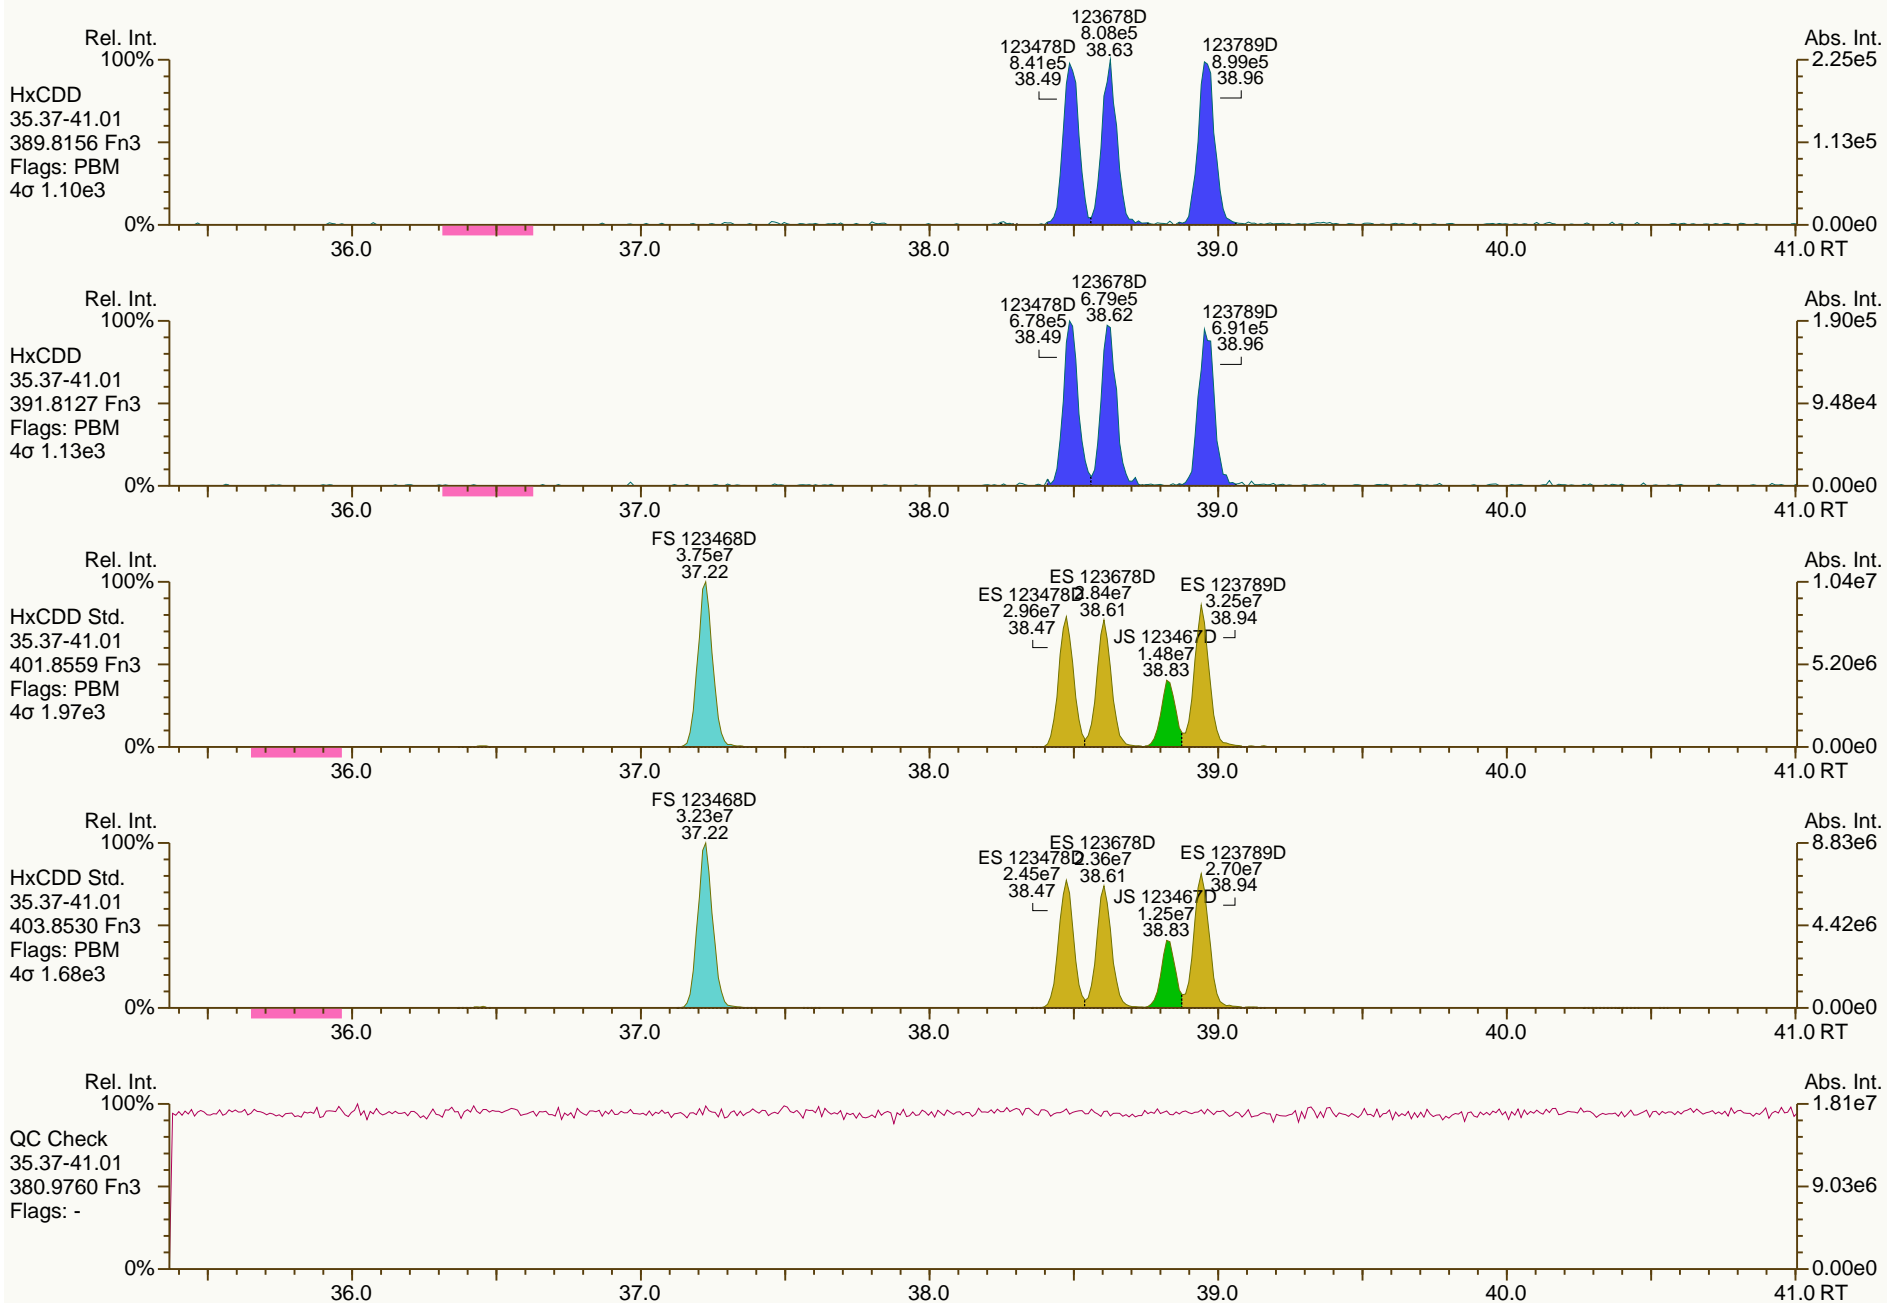 Rel. Int.
100%
0%
HxCDD
35.37-41.01
389.8156 Fn3
Flags: PBM
4σ 1.10e3
123478D
8.41e5
38.49
123678D
8.08e5
38.63
123789D
8.99e5
38.96
Abs. Int.
2.25e5
1.13e5
0.00e0
36.0 37.0 38.0 39.0 40.0 41.0 RT
Rel. Int.
100%
0%
HxCDD
35.37-41.01
391.8127 Fn3
Flags: PBM
4σ 1.13e3
123478D
6.78e5
38.49
123678D
6.79e5
38.62
123789D
6.91e5
38.96
Abs. Int.
1.90e5
9.48e4
0.00e0
36.0 37.0 38.0 39.0 40.0 41.0 RT
Rel. Int.
100%
0%
HxCDD Std.
35.37-41.01
401.8559 Fn3
Flags: PBM
4σ 1.97e3
FS 123468D
3.75e7
37.22
ES 123478D
2.96e7
38.47
ES 123678D
2.84e7
38.61
JS 123467D
1.48e7
38.83
ES 123789D
3.25e7
38.94
Abs. Int.
1.04e7
5.20e6
0.00e0
36.0 37.0 38.0 39.0 40.0 41.0 RT
Rel. Int.
100%
0%
HxCDD Std.
35.37-41.01
403.8530 Fn3
Flags: PBM
4σ 1.68e3
FS 123468D
3.23e7
37.22
ES 123478D
2.45e7
38.47
ES 123678D
2.36e7
38.61
JS 123467D
1.25e7
38.83
ES 123789D
2.70e7
38.94
Abs. Int.
8.83e6
4.42e6
0.00e0
36.0 37.0 38.0 39.0 40.0 41.0 RT
Rel. Int.
100%
0%
QC Check
35.37-41.01
380.9760 Fn3
Flags: -
Abs. Int.
1.81e7
9.03e6
0.00e0
36.0 37.0 38.0 39.0 40.0 41.0 RT